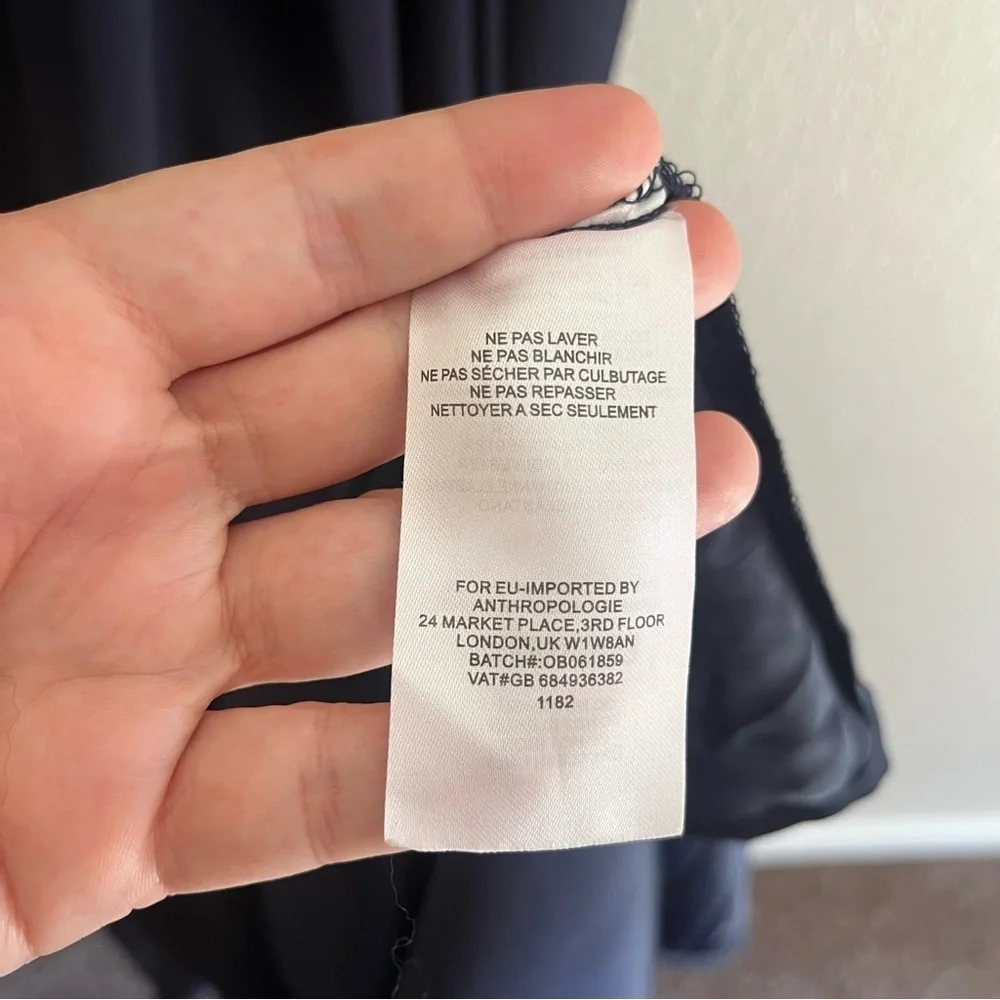 NE PAS LAVER
NE PAS BLANCHIR
NE PAS SÉCHER PAR CULBUTAGE
NE PAS REPASSER
NETTOYER A SEC SEULEMENT
FOR EU-IMPORTED BY
ANTHROPOLOGIE
24 MARKET PLACE,3RD FLOOR
LONDON,UK W1W8AN
BATCH#:OB061859
VAT#GB 684936382
1182